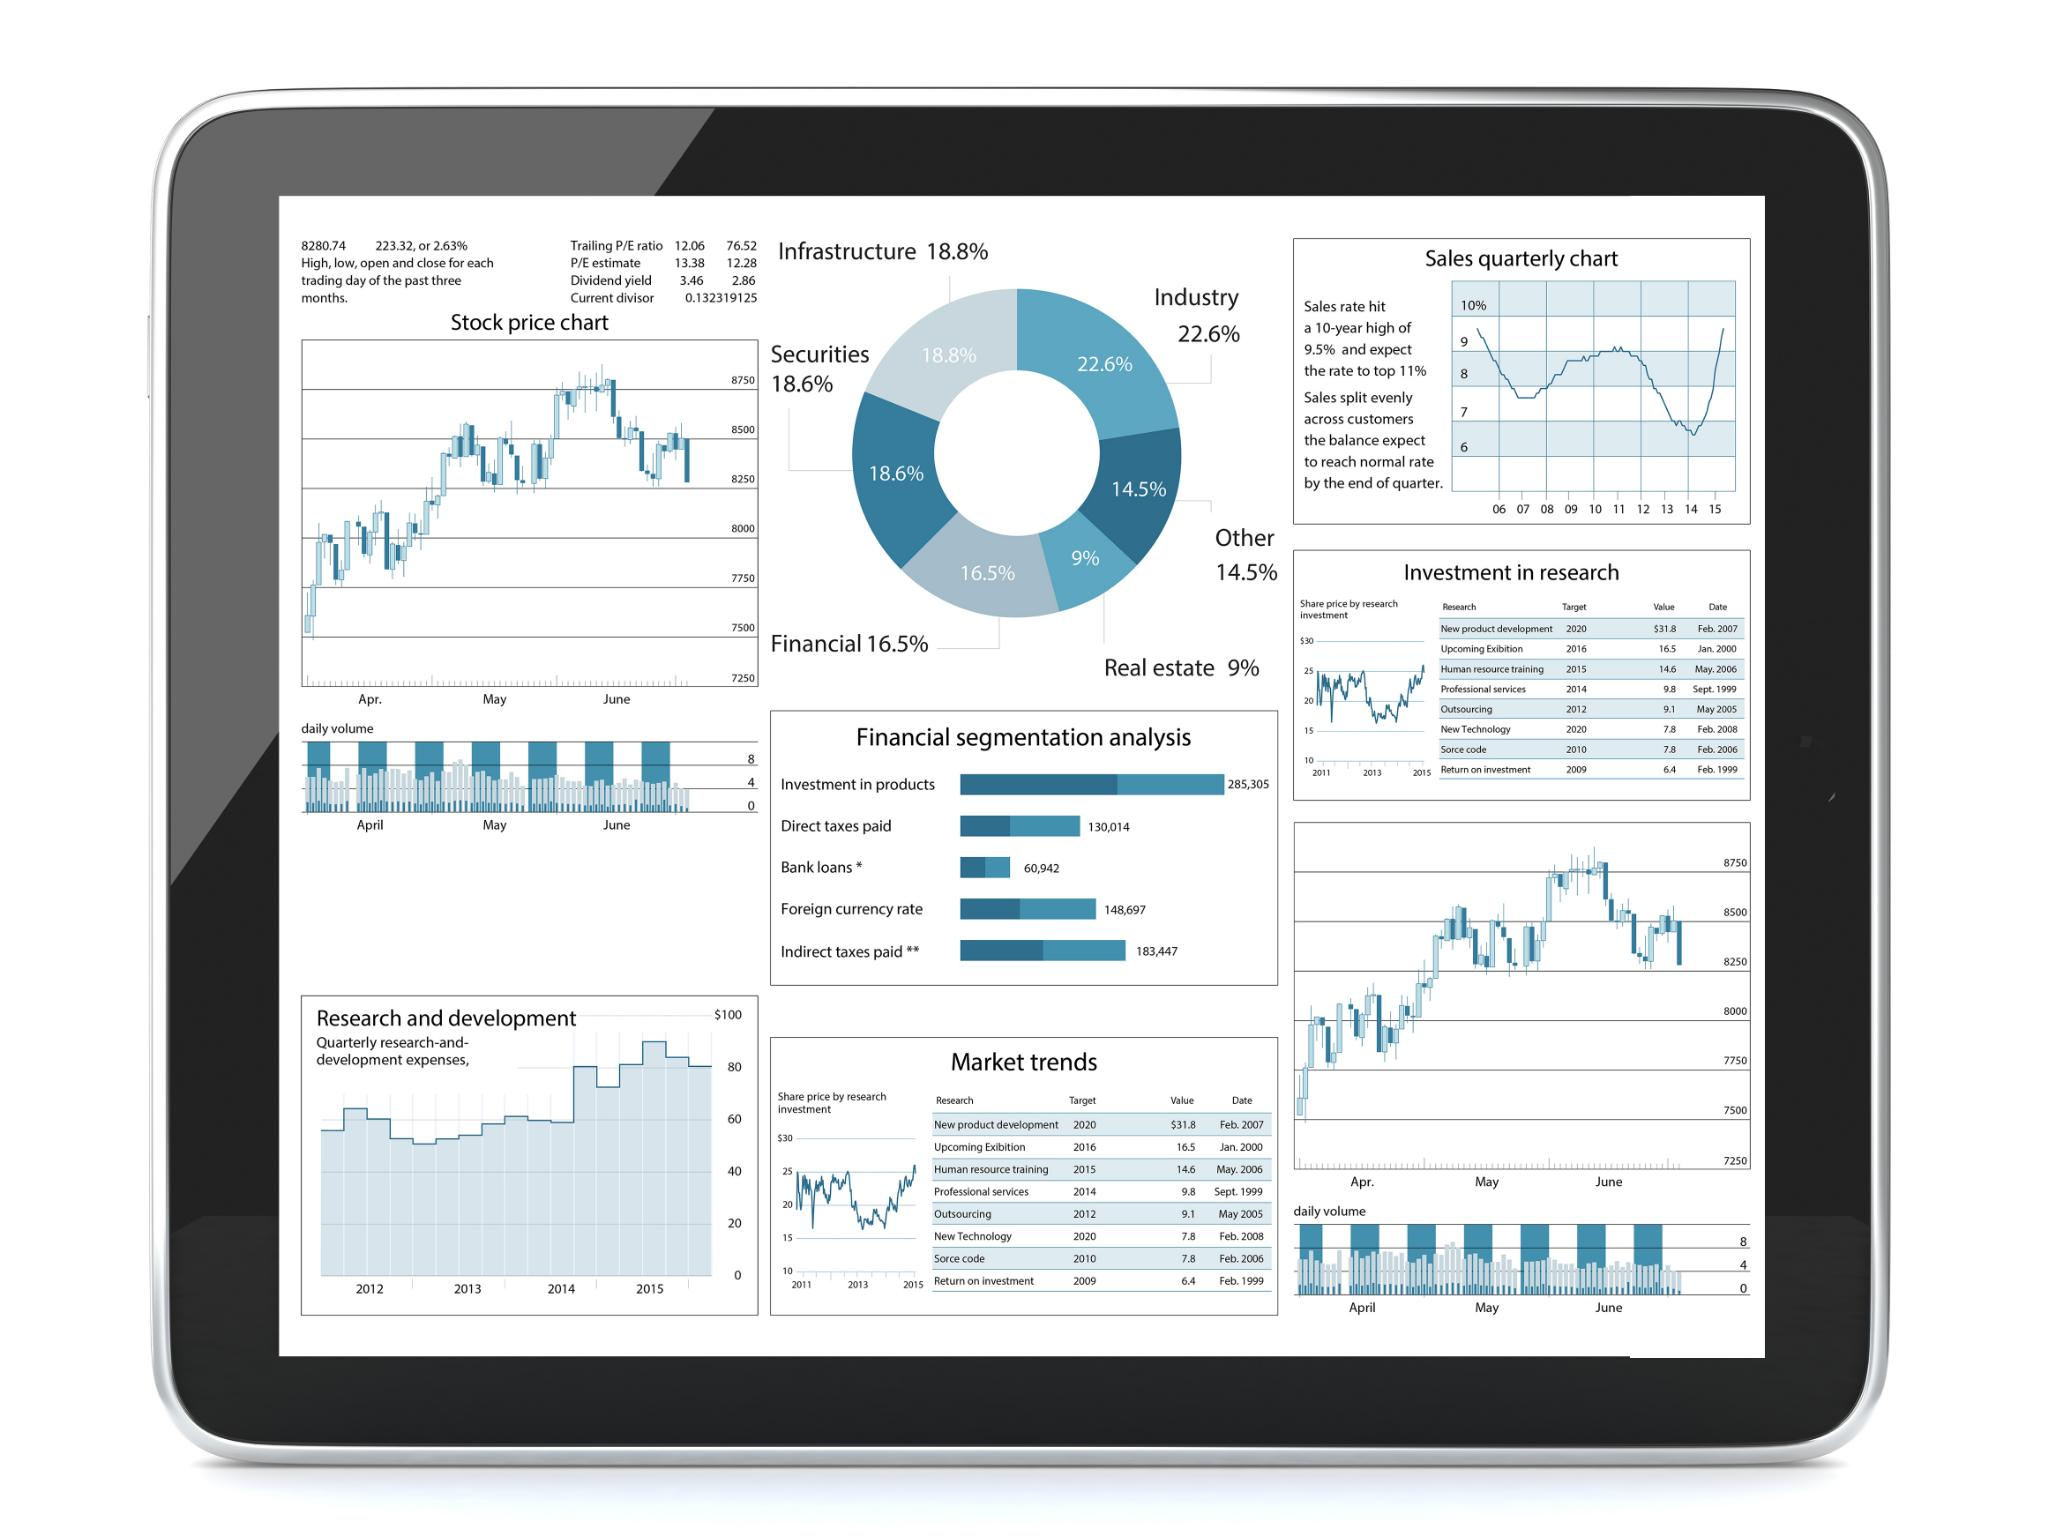 8280.74 223.32, or 2.63%
High, low, open and close for each
trading day of the past three
months.
Trailing P/E ratio 12.06 76.52
P/E estimate 13.38 12.28
Dividend yield 3.46 2.86
Current divisor 0.132319125
Stock price chart
8750
8500
8250
8000
7750
7500
7250
Apr. May June
daily volume
8
4
0
April May June
Research and development
Quarterly research-and-
development expenses,
$100
80
60
40
20
0
2012 2013 2014 2015
Infrastructure 18.8%
Industry
22.6%
Securities
18.6%
18.8%
22.6%
18.6%
14.5%
16.5%
9%
Other
14.5%
Financial 16.5%
Real estate 9%
Financial segmentation analysis
Investment in products 285,305
Direct taxes paid 130,014
Bank loans * 60,942
Foreign currency rate 148,697
Indirect taxes paid ** 183,447
Market trends
Share price by research
investment
$30
25
20
15
10
2011 2013 2015
Research Target Value Date
New product development 2020 $31.8 Feb. 2007
Upcoming Exibition 2016 16.5 Jan. 2000
Human resource training 2015 14.6 May. 2006
Professional services 2014 9.8 Sept. 1999
Outsourcing 2012 9.1 May 2005
New Technology 2020 7.8 Feb. 2008
Sorce code 2010 7.8 Feb. 2006
Return on investment 2009 6.4 Feb. 1999
Sales quarterly chart
Sales rate hit
a 10-year high of
9.5% and expect
the rate to top 11%
Sales split evenly
across customers
the balance expect
to reach normal rate
by the end of quarter.
10%
9
8
7
6
06 07 08 09 10 11 12 13 14 15
Investment in research
Share price by research
investment
$30
25
20
15
10
2011 2013 2015
Research Target Value Date
New product development 2020 $31.8 Feb. 2007
Upcoming Exibition 2016 16.5 Jan. 2000
Human resource training 2015 14.6 May. 2006
Professional services 2014 9.8 Sept. 1999
Outsourcing 2012 9.1 May 2005
New Technology 2020 7.8 Feb. 2008
Sorce code 2010 7.8 Feb. 2006
Return on investment 2009 6.4 Feb. 1999
8750
8500
8250
8000
7750
7500
7250
Apr. May June
daily volume
8
4
0
April May June